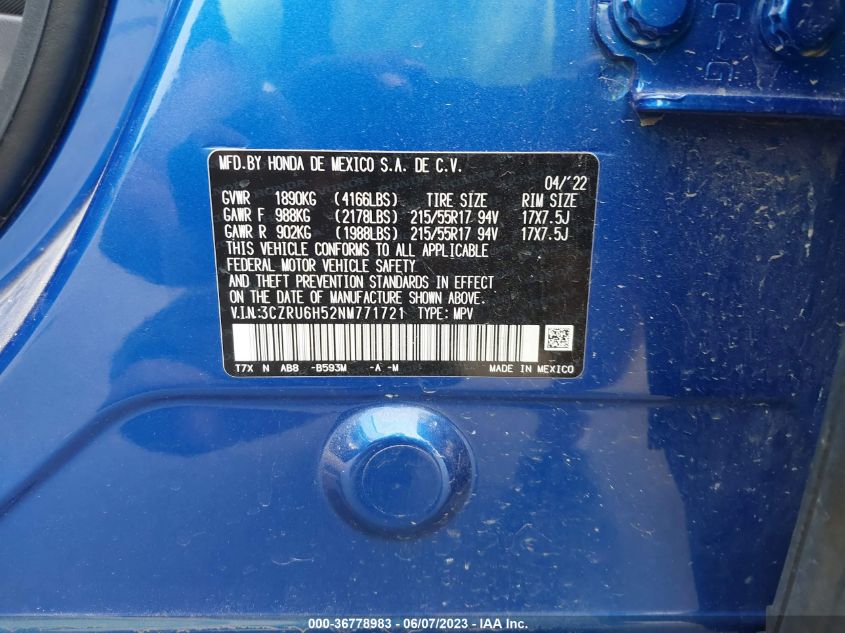 MFD.BY HONDA DE MEXICO S.A. DE C.V.
04/'22
GVWR 1890KG (4166LBS) TIRE SIZE RIM SIZE
GAWR F 988KG (2178LBS) 215/55R17 94V 17X7.5J
GAWR R 902KG (1988LBS) 215/55R17 94V 17X7.5J
THIS VEHICLE CONFORMS TO ALL APPLICABLE
FEDERAL MOTOR VEHICLE SAFETY
AND THEFT PREVENTION STANDARDS IN EFFECT
ON THE DATE OF MANUFACTURE SHOWN ABOVE.
V.I.N:3CZRU6H52NM771721 TYPE: MPV
T7X N AB8 -B593M -A -M MADE IN MEXICO
000-36778983 - 06/07/2023 - IAA Inc.